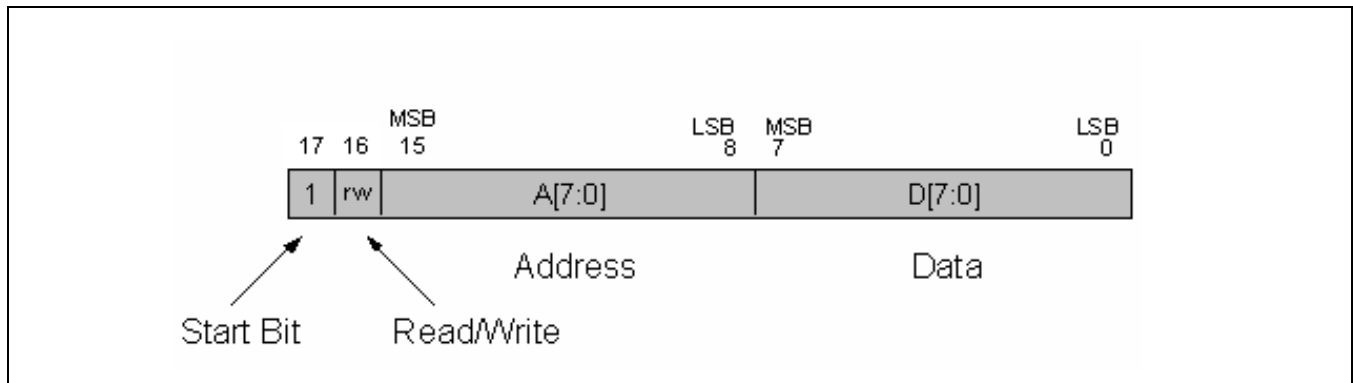 MSB LSB MSB LSB
17 16 15 8 7 0
1 rw A[7:0] D[7:0]
Address Data
Start Bit Read/Write